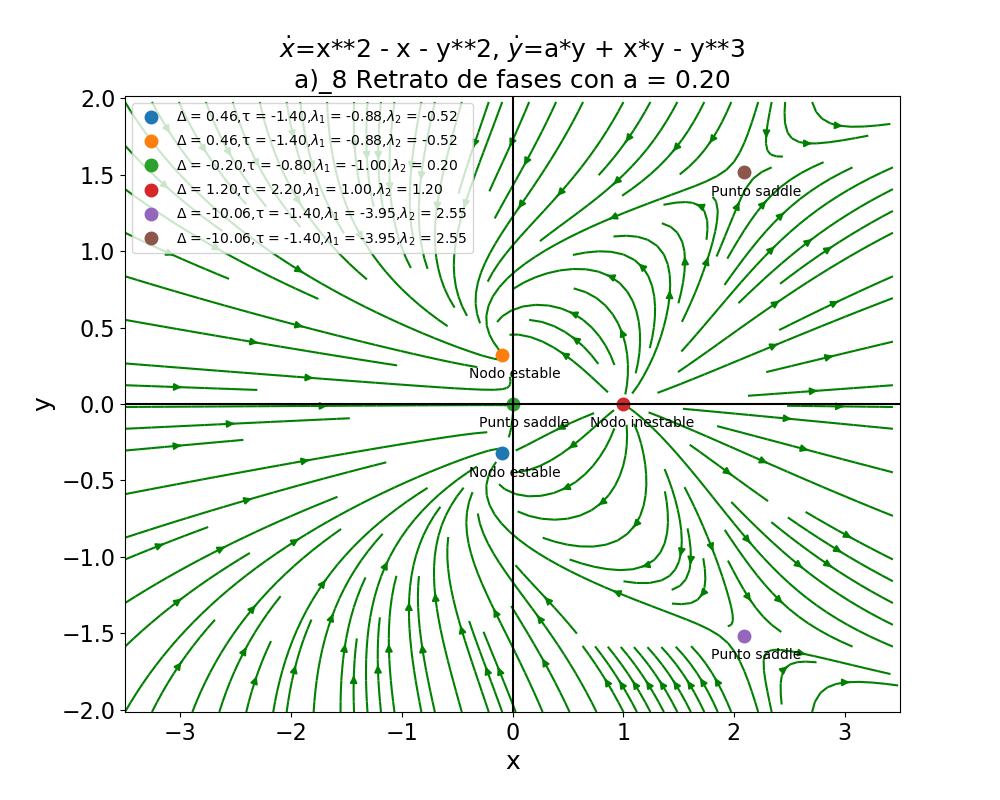 ẋ=x**2 - x - y**2, ẏ=a*y + x*y - y**3
a)_8 Retrato de fases con a = 0.20
Δ = 0.46,τ = -1.40,λ₁ = -0.88,λ₂ = -0.52
Δ = 0.46,τ = -1.40,λ₁ = -0.88,λ₂ = -0.52
Δ = -0.20,τ = -0.80,λ₁ = -1.00,λ₂ = 0.20
Δ = 1.20,τ = 2.20,λ₁ = 1.00,λ₂ = 1.20
Δ = -10.06,τ = -1.40,λ₁ = -3.95,λ₂ = 2.55
Δ = -10.06,τ = -1.40,λ₁ = -3.95,λ₂ = 2.55
2.0
1.5
1.0
0.5
0.0
−0.5
−1.0
−1.5
−2.0
y
Punto saddle
Nodo estable
Punto saddle
Nodo inestable
Nodo estable
Punto saddle
−3
−2
−1
0
1
2
3
x